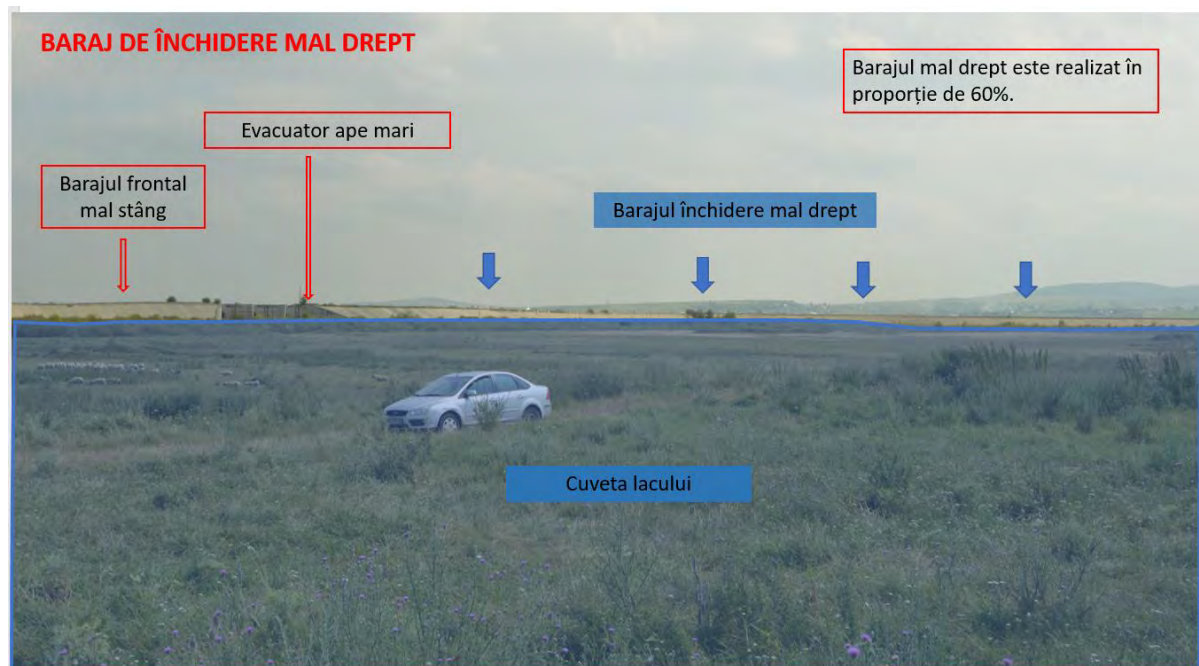 BARAJ DE ÎNCHIDERE MAL DREPT
Barajul mal drept este realizat în
proporție de 60%.
Evacuator ape mari
Barajul frontal
mal stâng
Barajul închidere mal drept
Cuveta lacului